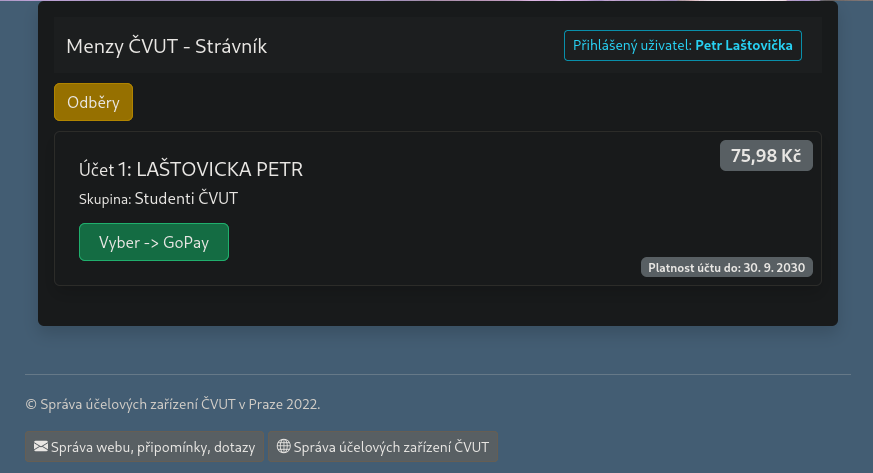 Menzy ČVUT - Strávník
Přihlášený uživatel: Petr Laštovička
Odběry
Účet 1: LAŠTOVICKA PETR
75,98 Kč
Skupina: Studenti ČVUT
Vyber -> GoPay
Platnost účtu do: 30. 9. 2030
© Správa účelových zařízení ČVUT v Praze 2022.
Správa webu, připomínky, dotazy
Správa účelových zařízení ČVUT